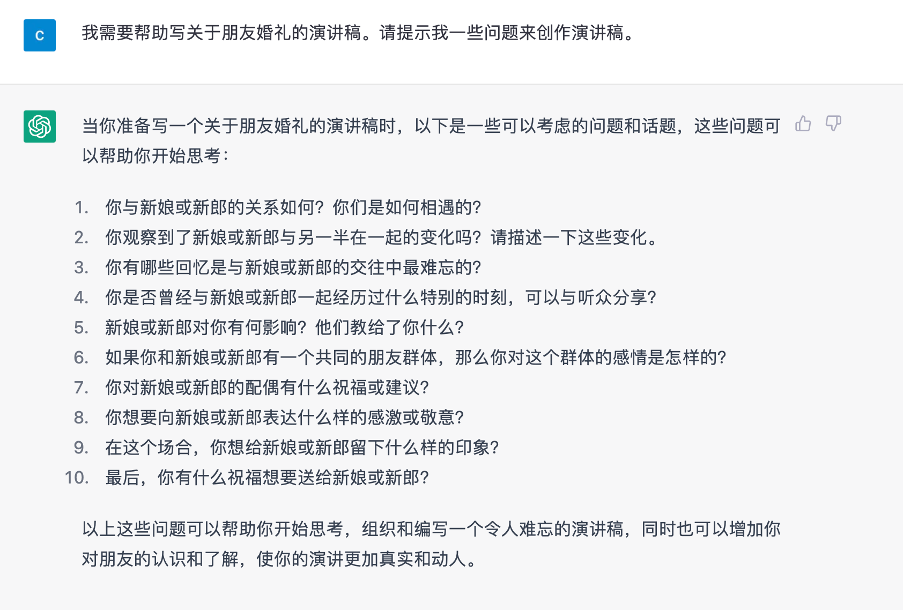 C
我需要帮助写关于朋友婚礼的演讲稿。请提示我一些问题来创作演讲稿。
当你准备写一个关于朋友婚礼的演讲稿时，以下是一些可以考虑的问题和话题，这些问题可
以帮助你开始思考：
1. 你与新娘或新郎的关系如何？你们是如何相遇的？
2. 你观察到了新娘或新郎与另一半在一起的变化吗？请描述一下这些变化。
3. 你有哪些回忆是与新娘或新郎的交往中最难忘的？
4. 你是否曾经与新娘或新郎一起经历过什么特别的时刻，可以与听众分享？
5. 新娘或新郎对你有何影响？他们教给了你什么？
6. 如果你和新娘或新郎有一个共同的朋友群体，那么你对这个群体的感情是怎样的？
7. 你对新娘或新郎的配偶有什么祝福或建议？
8. 你想要向新娘或新郎表达什么样的感激或敬意？
9. 在这个场合，你想给新娘或新郎留下什么样的印象？
10. 最后，你有什么祝福想要送给新娘或新郎？
以上这些问题可以帮助你开始思考，组织和编写一个令人难忘的演讲稿，同时也可以增加你
对朋友的认识和了解，使你的演讲更加真实和动人。